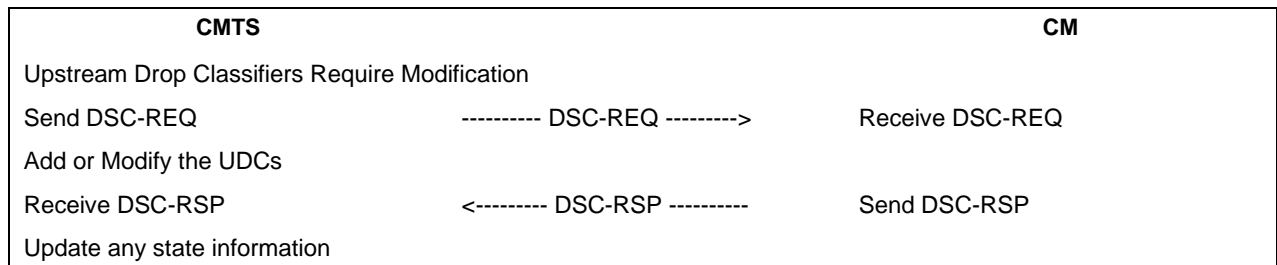 CMTS CM
Upstream Drop Classifiers Require Modification
Send DSC-REQ ---------- DSC-REQ ---------> Receive DSC-REQ
Add or Modify the UDCs
Receive DSC-RSP <--------- DSC-RSP ---------- Send DSC-RSP
Update any state information